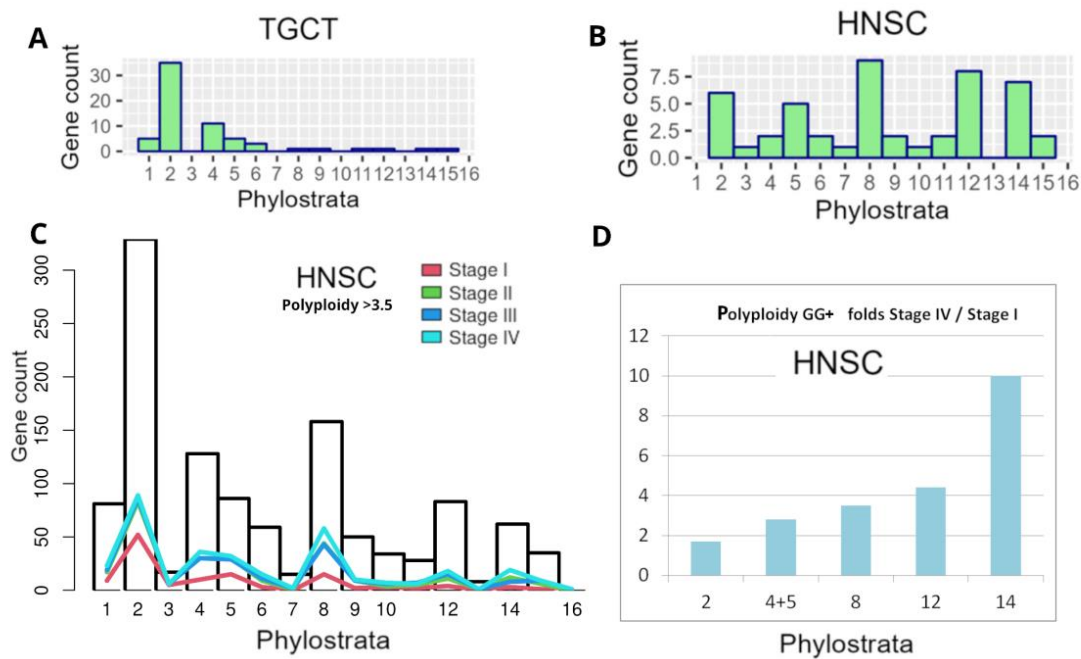 A
TGCT
Gene count
30
20
10
0
1 2 3 4 5 6 7 8 9 10 11 12 13 14 15 16
Phylostrata
B
HNSC
Gene count
7.5
5.0
2.5
0.0
1 2 3 4 5 6 7 8 9 10 11 12 13 14 15 16
Phylostrata
C
HNSC
Polyploidy >3.5
Stage I
Stage II
Stage III
Stage IV
Gene count
300
250
200
150
100
50
0
1 2 3 4 5 6 7 8 9 10 12 14 16
Phylostrata
D
Polyploidy GG+ folds Stage IV / Stage I
HNSC
12
10
8
6
4
2
0
2 4+5 8 12 14
Phylostrata